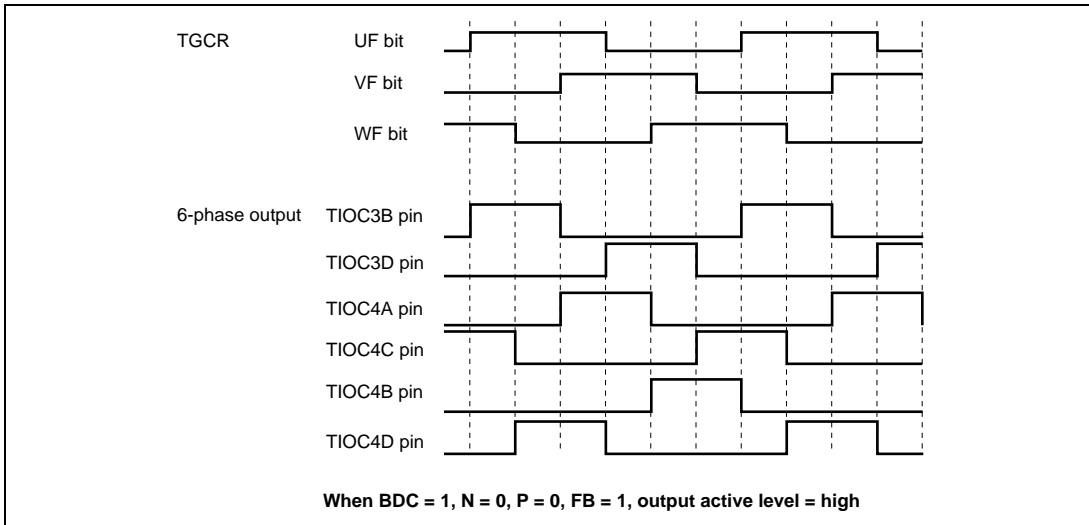 TGCR UF bit
VF bit
WF bit
6-phase output TIOC3B pin
TIOC3D pin
TIOC4A pin
TIOC4C pin
TIOC4B pin
TIOC4D pin
When BDC = 1, N = 0, P = 0, FB = 1, output active level = high